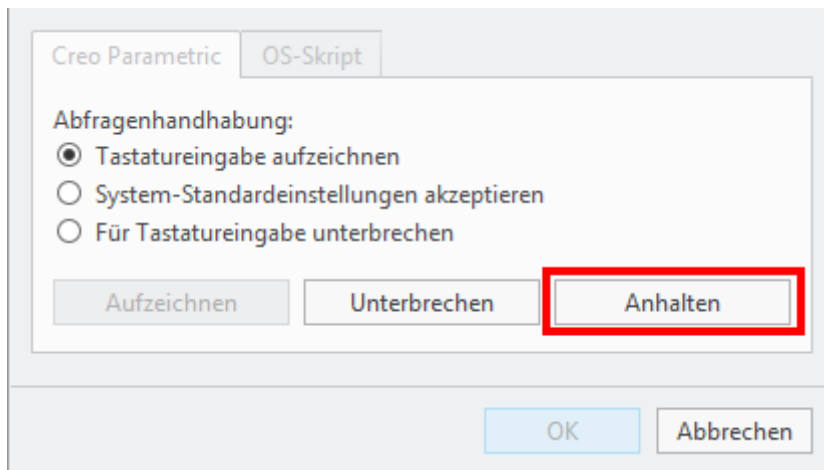 Creo Parametric OS-Skript
Abfragenhandhabung:
Tastatureingabe aufzeichnen
System-Standardeinstellungen akzeptieren
Für Tastatureingabe unterbrechen
Aufzeichnen Unterbrechen Anhalten
OK Abbrechen